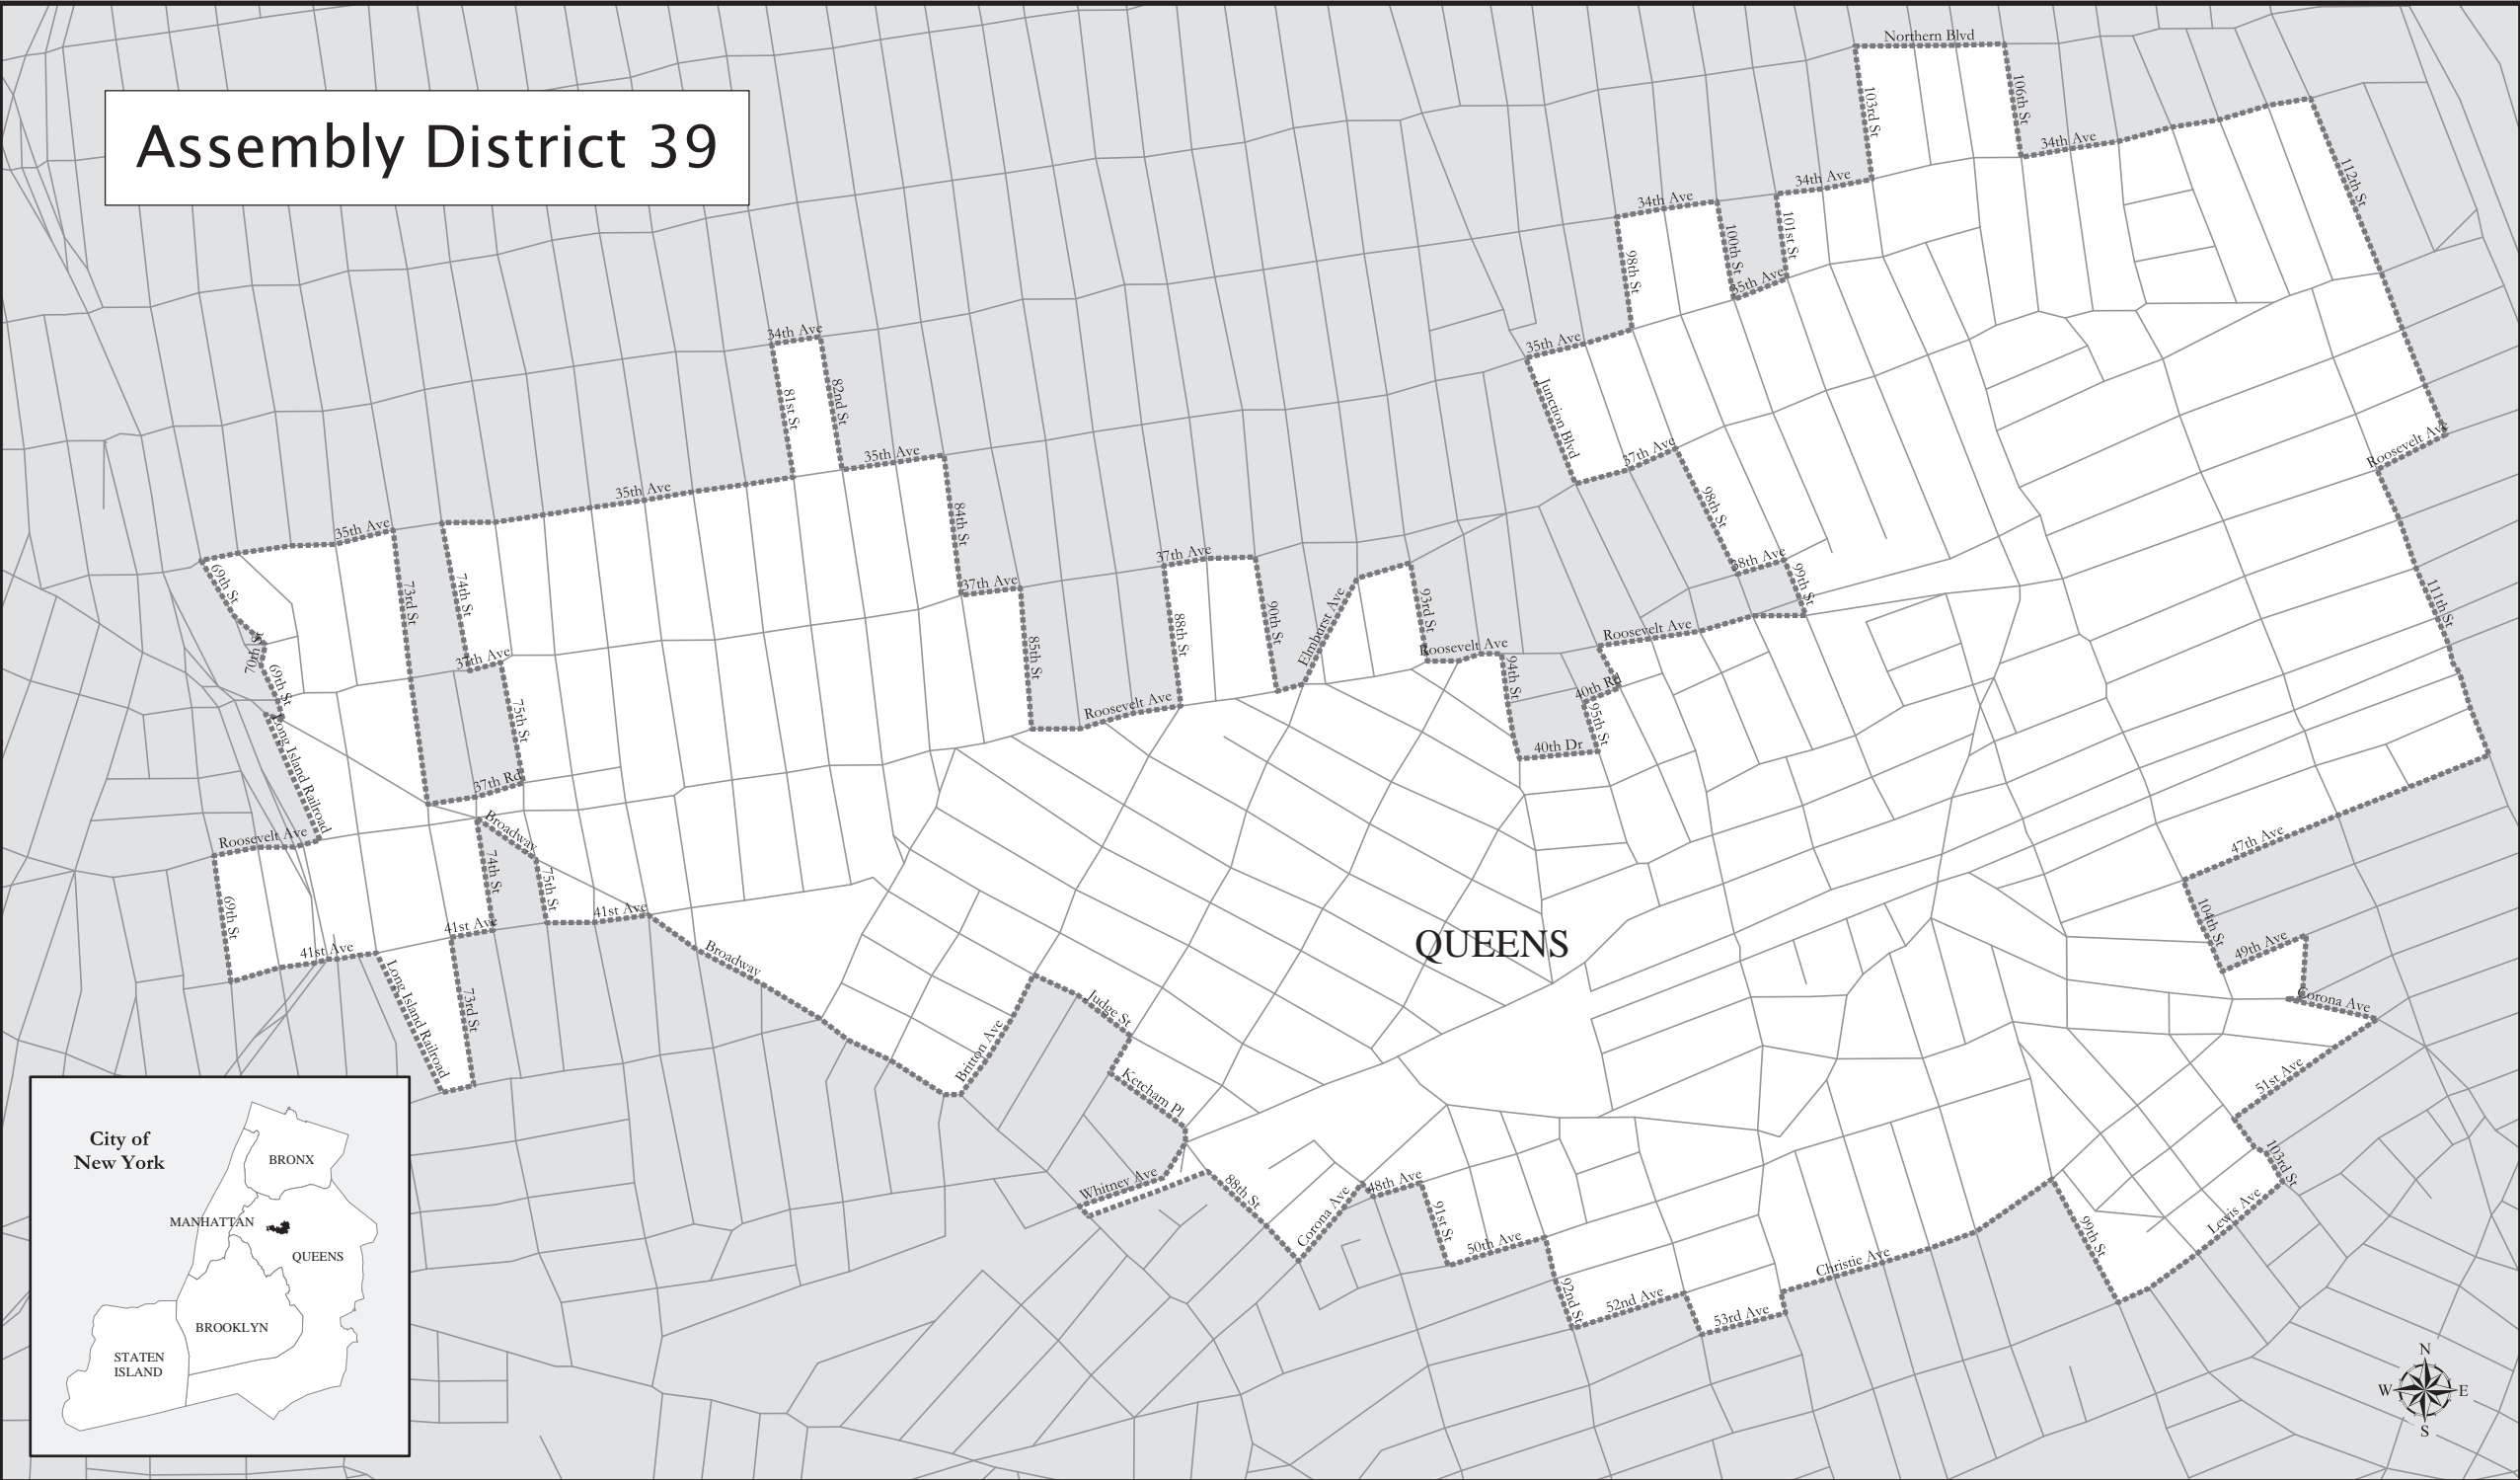 Assembly District 39
Northern Blvd
103rd St
106th St
34th Ave
112th St
34th Ave
34th Ave
101st St
100th St
35th Ave
98th St
35th Ave
Junction Blvd
37th Ave
98th St
38th Ave
99th St
Roosevelt Ave
Roosevelt Ave
111th St
34th Ave
81st St
82nd St
35th Ave
35th Ave
35th Ave
84th St
37th Ave
85th St
37th Ave
88th St
90th St
Elmhurst Ave
93rd St
Roosevelt Ave
94th St
40th Rd
95th St
40th Dr
Roosevelt Ave
69th St
70th St
69th St
Long Island Railroad
73rd St
74th St
37th Ave
75th St
37th Rd
Broadway
Roosevelt Ave
69th St
41st Ave
74th St
75th St
41st Ave
41st Ave
Long Island Railroad
73rd St
Broadway
QUEENS
47th Ave
104th St
49th Ave
Corona Ave
51st Ave
103rd St
Lewis Ave
99th St
Britton Ave
Judge St
Ketcham Pl
Whitney Ave
88th St
Corona Ave
48th Ave
91st St
50th Ave
92nd St
52nd Ave
53rd Ave
Christie Ave
City of
New York
BRONX
MANHATTAN
QUEENS
BROOKLYN
STATEN
ISLAND
N
W
E
S